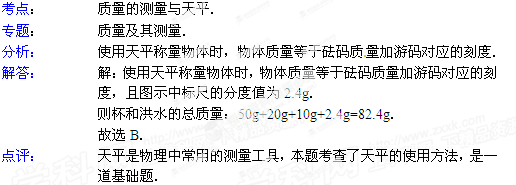 考点： 质量的测量与天平．
专题： 质量及其测量．
分析： 使用天平称量物体时，物体质量等于砝码质量加游码对应的刻度．
解答： 解：使用天平称量物体时，物体质量等于砝码质量加游码对应的刻
度，且图示中标尺的分度值为 2.4g．
则杯和洪水的总质量：50g+20g+10g+2.4g=82.4g．
故选 B．
点评： 天平是物理中常用的测量工具，本题考查了天平的使用方法，是一
道基础题．